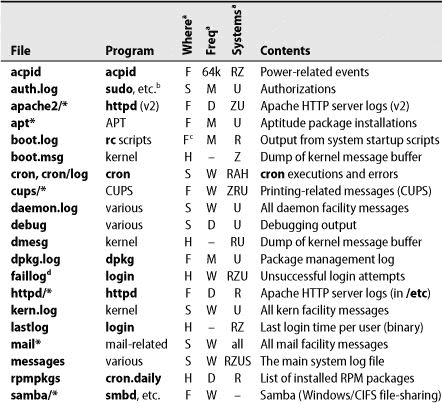 File Program Where^a Freq^a Systems^a Contents
acpid acpid F 64k RZ Power-related events
auth.log sudo, etc.^b S M U Authorizations
apache2/* httpd (v2) F D ZU Apache HTTP server logs (v2)
apt* APT F M U Aptitude package installations
boot.log rc scripts F^c M R Output from system startup scripts
boot.msg kernel H – Z Dump of kernel message buffer
cron, cron/log cron S W RAH cron executions and errors
cups/* CUPS F W ZRU Printing-related messages (CUPS)
daemon.log various S W U All daemon facility messages
debug various S D U Debugging output
dmesg kernel H – RU Dump of kernel message buffer
dpkg.log dpkg F M U Package management log
faillog^d login H W RZU Unsuccessful login attempts
httpd/* httpd F D R Apache HTTP server logs (in /etc)
kern.log kernel S W U All kern facility messages
lastlog login H – RZ Last login time per user (binary)
mail* mail-related S W all All mail facility messages
messages various S W RZUS The main system log file
rpmpkgs cron.daily H D R List of installed RPM packages
samba/* smbd, etc. F W – Samba (Windows/CIFS file-sharing)